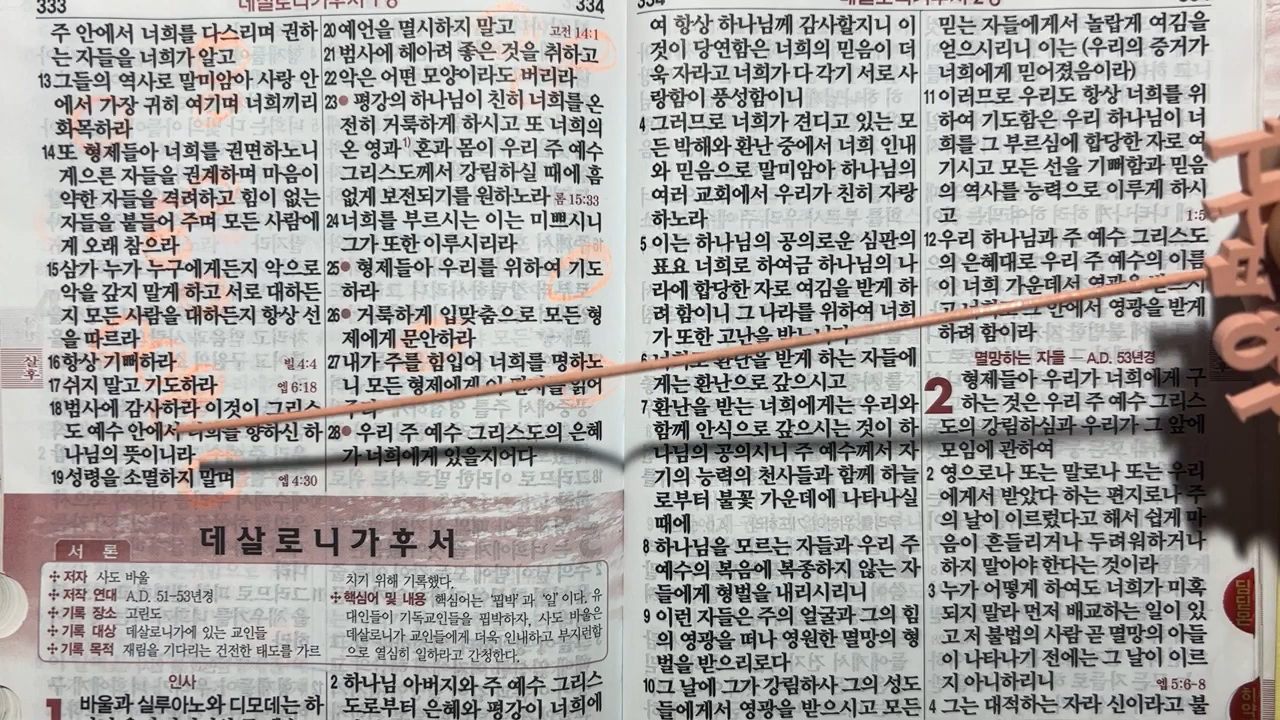 333
334
주 안에서 너희를 다스리며 권하
는 자들을 너희가 알고
13 그들의 역사로 말미암아 사랑 안
에서 가장 귀히 여기며 너희끼리
화목하라
14 또 형제들아 너희를 권면하노니
게으른 자들을 권계하며 마음이
약한 자들을 격려하고 힘이 없는
자들을 붙들어 주며 모든 사람에
게 오래 참으라
15 삼가 누가 누구에게든지 악으로
악을 갚지 말게 하고 서로 대하든
지 모든 사람을 대하든지 항상 선
을 따르라
16 항상 기뻐하라 빌 4:4
17 쉬지 말고 기도하라 엡 6:18
18 범사에 감사하라 이것이 그리스
도 예수 안에서 너희를 향하신 하
나님의 뜻이니라
19 성령을 소멸하지 말며 엡 4:30
20 예언을 멸시하지 말고 고전 14:1
21 범사에 헤아려 좋은 것을 취하고
22 악은 어떤 모양이라도 버리라
23 ● 평강의 하나님이 친히 너희를 온
전히 거룩하게 하시고 또 너희의
온 영과 1) 혼과 몸이 우리 주 예수
그리스도께서 강림하실 때에 흠
없게 보전되기를 원하노라 롬 15:33
24 너희를 부르시는 이는 미쁘시니
그가 또한 이루시리라
25 ● 형제들아 우리를 위하여 기도
하라
26 ● 거룩하게 입맞춤으로 모든 형
제에게 문안하라
27 내가 주를 힘입어 너희를 명하노
니 모든 형제에게 이 편지를 읽어
28 ● 우리 주 예수 그리스도의 은혜
가 너희에게 있을지어다
살후
데살로니가후서
서 론
저자 사도 바울
저작 연대 A.D. 51-53년경
기록 장소 고린도
기록 대상 데살로니가에 있는 교인들
기록 목적 재림을 기다리는 건전한 태도를 가르
치기 위해 기록했다.
핵심어 및 내용 핵심어는 '핍박'과 '일'이다. 유
대인들이 기독교인들을 핍박하자, 사도 바울은
데살로니가 교인들에게 더욱 인내하고 부지런함
으로 열심히 일하라고 간청한다.
인사
1 바울과 실루아노와 디모데는 하
2 하나님 아버지와 주 예수 그리스
도로부터 은혜와 평강이 너희에
여 항상 하나님께 감사할지니 이
것이 당연함은 너희의 믿음이 더
욱 자라고 너희가 다 각기 서로 사
랑함이 풍성함이니
4 그러므로 너희가 견디고 있는 모
든 박해와 환난 중에서 너희 인내
와 믿음으로 말미암아 하나님의
여러 교회에서 우리가 친히 자랑
하노라
5 이는 하나님의 공의로운 심판의
표요 너희로 하여금 하나님의 나
라에 합당한 자로 여김을 받게 하
려 함이니 그 나라를 위하여 너희
가 또한 고난을 받느니라
6 너희로 환난을 받게 하는 자들에
게는 환난으로 갚으시고
7 환난을 받는 너희에게는 우리와
함께 안식으로 갚으시는 것이 하
나님의 공의시니 주 예수께서 자
기의 능력의 천사들과 함께 하늘
로부터 불꽃 가운데에 나타나실
때에
8 하나님을 모르는 자들과 우리 주
예수의 복음에 복종하지 않는 자
들에게 형벌을 내리시리니
9 이런 자들은 주의 얼굴과 그의 힘
의 영광을 떠나 영원한 멸망의 형
벌을 받으리로다
10 그 날에 그가 강림하사 그의 성도
들에게서 영광을 받으시고 모든
믿는 자들에게서 놀랍게 여김을
얻으시리니 이는 (우리의 증거가
너희에게 믿어졌음이라)
11 이러므로 우리도 항상 너희를 위
하여 기도함은 우리 하나님이 너
희를 그 부르심에 합당한 자로 여
기시고 모든 선을 기뻐함과 믿음
의 역사를 능력으로 이루게 하시
고
12 우리 하나님과 주 예수 그리스도
의 은혜대로 우리 주 예수의 이름
이 너희 가운데서 영광을 받으시
고 너희도 그 안에서 영광을 받게
하려 함이라
멸망하는 자들 — A.D. 53년경
2 형제들아 우리가 너희에게 구
하는 것은 우리 주 예수 그리스
도의 강림하심과 우리가 그 앞에
모임에 관하여
2 영으로나 또는 말로나 또는 우리
에게서 받았다 하는 편지로나 주
의 날이 이르렀다고 해서 쉽게 마
음이 흔들리거나 두려워하거나
하지 말아야 한다는 것이라
3 누가 어떻게 하여도 너희가 미혹
되지 말라 먼저 배교하는 일이 있
고 저 불법의 사람 곧 멸망의 아들
이 나타나기 전에는 그 날이 이르
지 아니하리니 엡 5:6-8
4 그는 대적하는 자라 신이라고 불
딤딜몬
히약